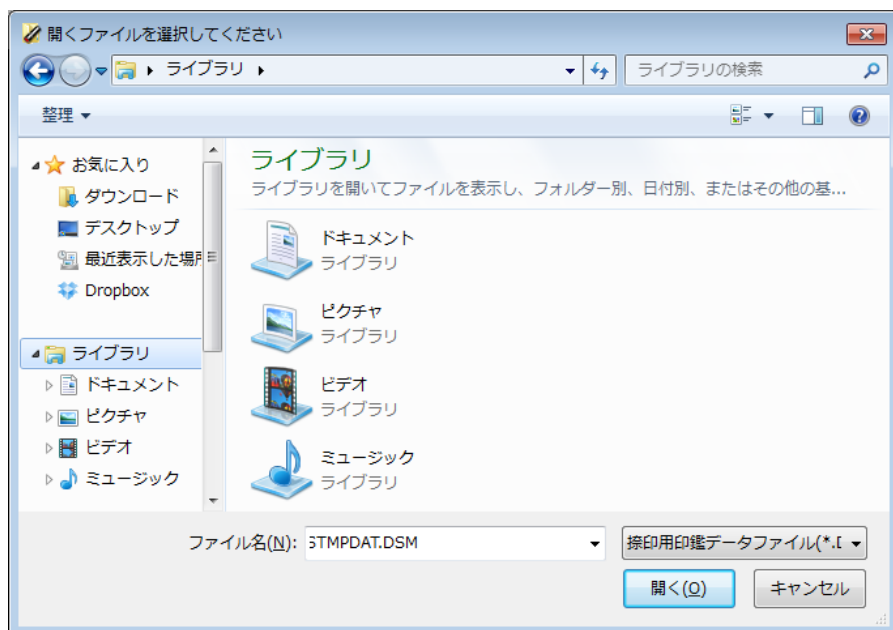 開くファイルを選択してください
ライブラリ
ライブラリの検索
整理
お気に入り
ダウンロード
デスクトップ
最近表示した場所
Dropbox
ライブラリ
ドキュメント
ピクチャ
ビデオ
ミュージック
ライブラリ
ライブラリを開いてファイルを表示し、フォルダー別、日付別、またはその他の基...
ドキュメント
ライブラリ
ピクチャ
ライブラリ
ビデオ
ライブラリ
ミュージック
ライブラリ
ファイル名(N): STMPDAT.DSM
捺印用印鑑データファイル(*.D
開く(O)
キャンセル